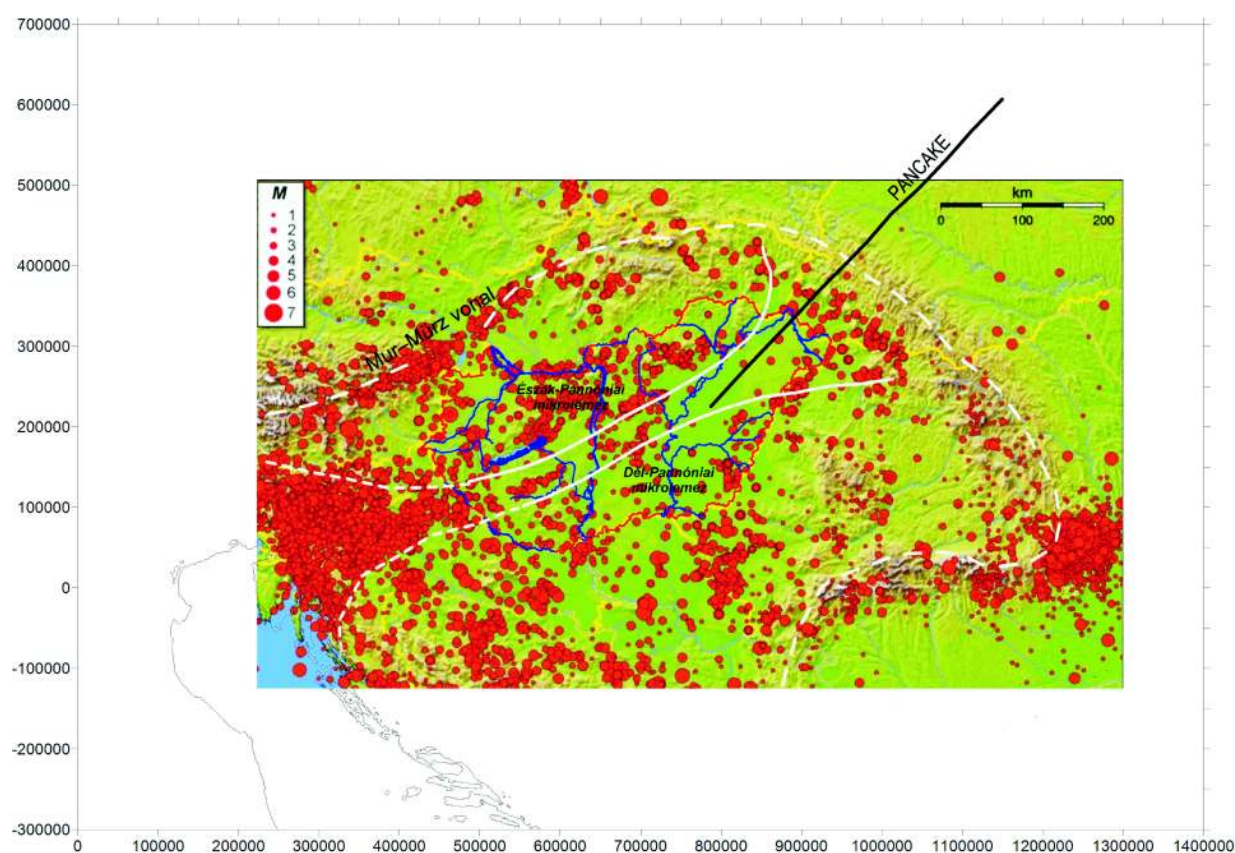 700000
600000
500000
400000
300000
200000
100000
0
-100000
-200000
-300000
0 100000 200000 300000 400000 500000 600000 700000 800000 900000 1000000 1100000 1200000 1300000 1400000
M
1
2
3
4
5
6
7
PANCAKE
km
0 100 200
Mur–Mürz vonal
Észak-Pannóniai
mikrolemez
Dél-Pannóniai
mikrolemez